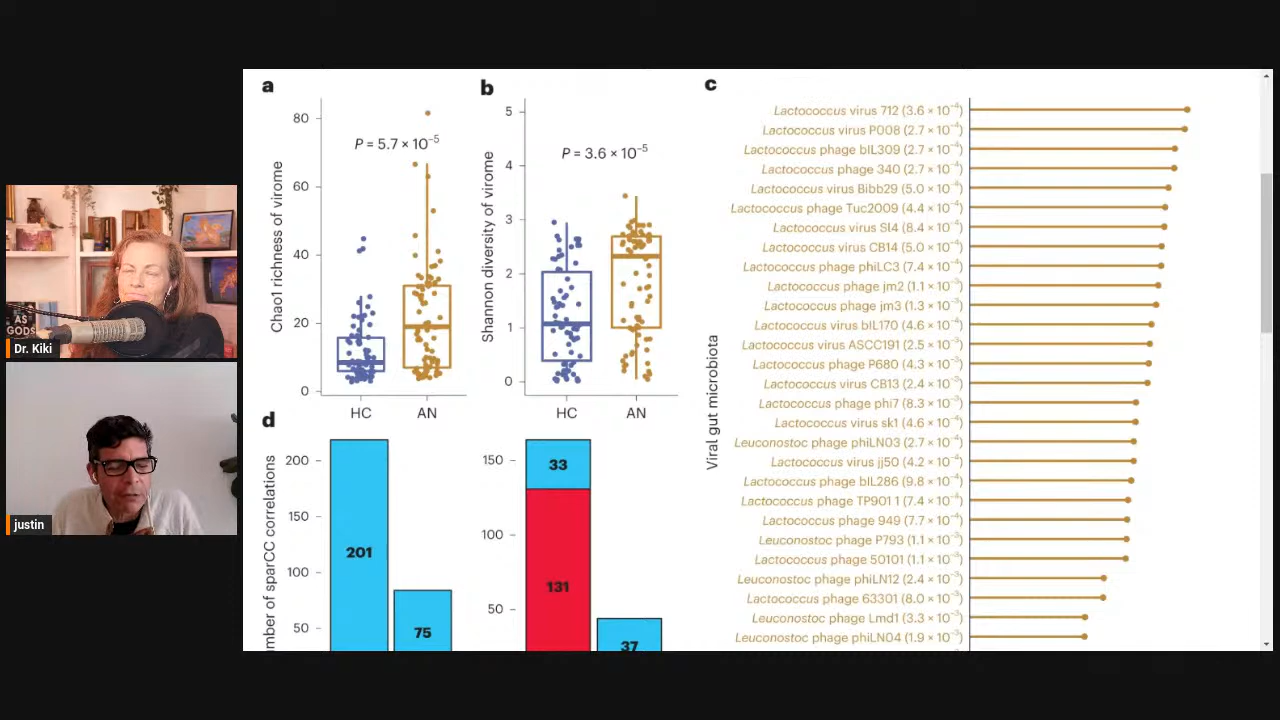 a
Chao1 richness of virome
80
60
40
20
0
P = 5.7 × 10⁻⁵
HC
AN
b
Shannon diversity of virome
5
4
3
2
1
0
P = 3.6 × 10⁻⁵
HC
AN
c
Viral gut microbiota
Lactococcus virus 712 (3.6 × 10⁻⁴)
Lactococcus virus P008 (2.7 × 10⁻⁴)
Lactococcus phage bIL309 (2.7 × 10⁻⁴)
Lactococcus phage 340 (2.7 × 10⁻⁴)
Lactococcus virus Bibb29 (5.0 × 10⁻⁴)
Lactococcus phage Tuc2009 (4.4 × 10⁻⁴)
Lactococcus virus Sl4 (8.4 × 10⁻⁴)
Lactococcus virus CB14 (5.0 × 10⁻⁴)
Lactococcus phage phiLC3 (7.4 × 10⁻⁴)
Lactococcus phage jm2 (1.1 × 10⁻³)
Lactococcus phage jm3 (1.3 × 10⁻³)
Lactococcus virus bIL170 (4.6 × 10⁻⁴)
Lactococcus virus ASCC191 (2.5 × 10⁻³)
Lactococcus phage P680 (4.3 × 10⁻³)
Lactococcus virus CB13 (2.4 × 10⁻³)
Lactococcus phage phi7 (8.3 × 10⁻³)
Lactococcus virus sk1 (4.6 × 10⁻⁴)
Leuconostoc phage phiLN03 (2.7 × 10⁻⁴)
Lactococcus virus jj50 (4.2 × 10⁻⁴)
Lactococcus phage bIL286 (9.8 × 10⁻⁴)
Lactococcus phage TP901 1 (7.4 × 10⁻⁴)
Lactococcus phage 949 (7.7 × 10⁻⁴)
Leuconostoc phage P793 (1.1 × 10⁻³)
Lactococcus phage 50101 (1.1 × 10⁻³)
Leuconostoc phage phiLN12 (2.4 × 10⁻³)
Lactococcus phage 63301 (8.0 × 10⁻³)
Leuconostoc phage Lmd1 (3.3 × 10⁻³)
Leuconostoc phage phiLN04 (1.9 × 10⁻³)
d
mber of sparCC correlations
200
150
100
50
201
75
150
100
50
33
131
37
AS
GODS
Dr. Kiki
justin